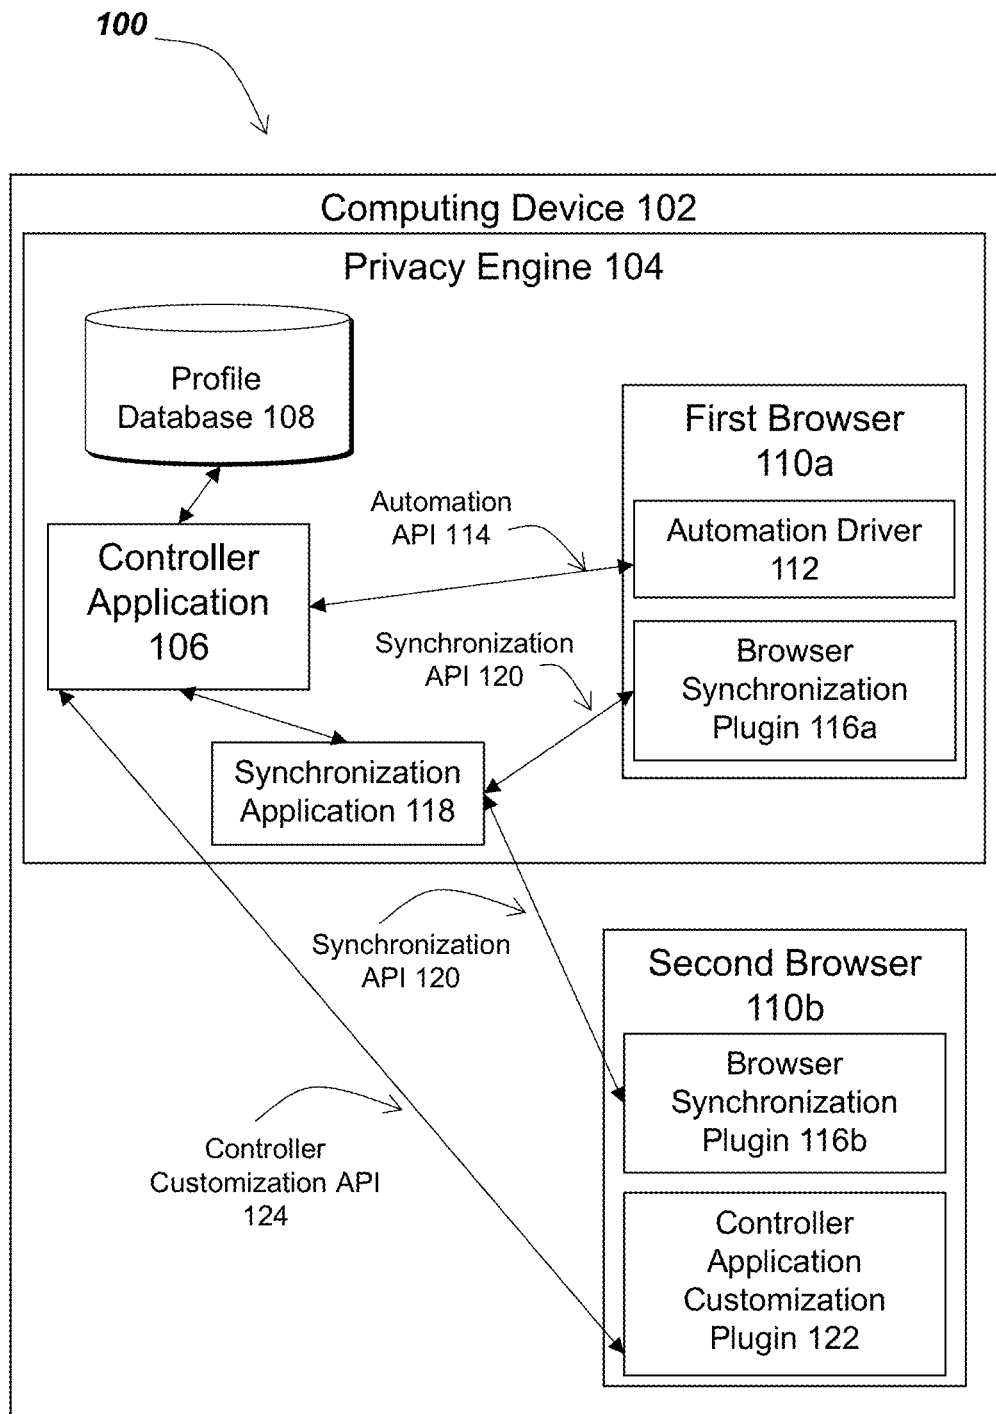 100
Computing Device 102
Privacy Engine 104
Profile
Database 108
First Browser
110a
Automation
API 114
Automation Driver
112
Controller
Application
106
Synchronization
API 120
Browser
Synchronization
Plugin 116a
Synchronization
Application 118
Synchronization
API 120
Second Browser
110b
Browser
Synchronization
Plugin 116b
Controller
Customization API
124
Controller
Application
Customization
Plugin 122